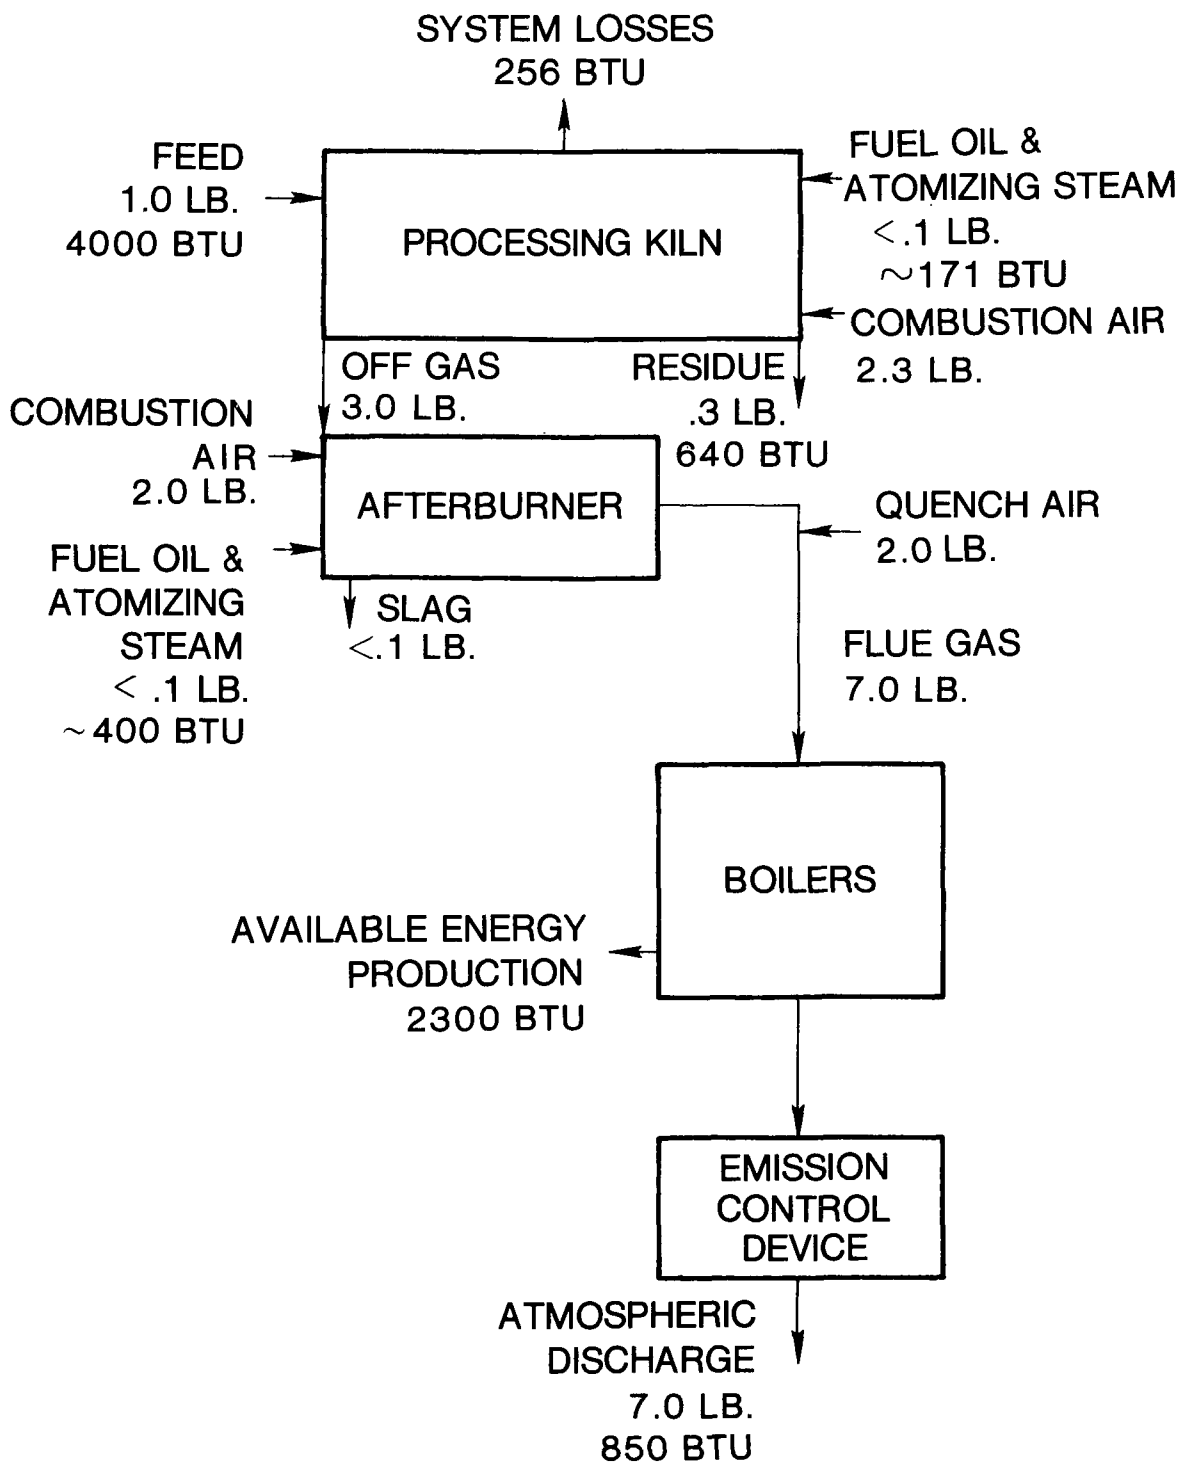 SYSTEM LOSSES
256 BTU
FEED
1.0 LB.
4000 BTU
PROCESSING KILN
FUEL OIL &
ATOMIZING STEAM
<.1 LB.
~171 BTU
COMBUSTION AIR
2.3 LB.
OFF GAS
3.0 LB.
RESIDUE
.3 LB.
640 BTU
COMBUSTION
AIR
2.0 LB.
AFTERBURNER
QUENCH AIR
2.0 LB.
FUEL OIL &
ATOMIZING
STEAM
< .1 LB.
~400 BTU
SLAG
<.1 LB.
FLUE GAS
7.0 LB.
BOILERS
AVAILABLE ENERGY
PRODUCTION
2300 BTU
EMISSION
CONTROL
DEVICE
ATMOSPHERIC
DISCHARGE
7.0 LB.
850 BTU